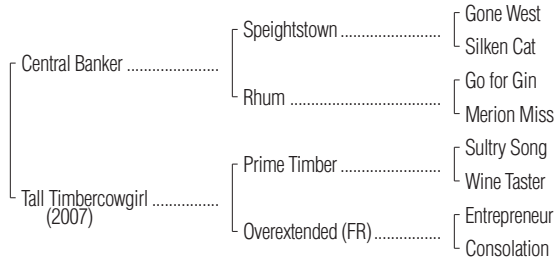 Gone West
Speightstown ....................
Silken Cat
Central Banker ...................
Go for Gin
Rhum ..............................
Merion Miss
Sultry Song
Prime Timber ....................
Wine Taster
Tall Timbercowgirl ..............
(2007)
Entrepreneur
Overextended (FR)..............
Consolation